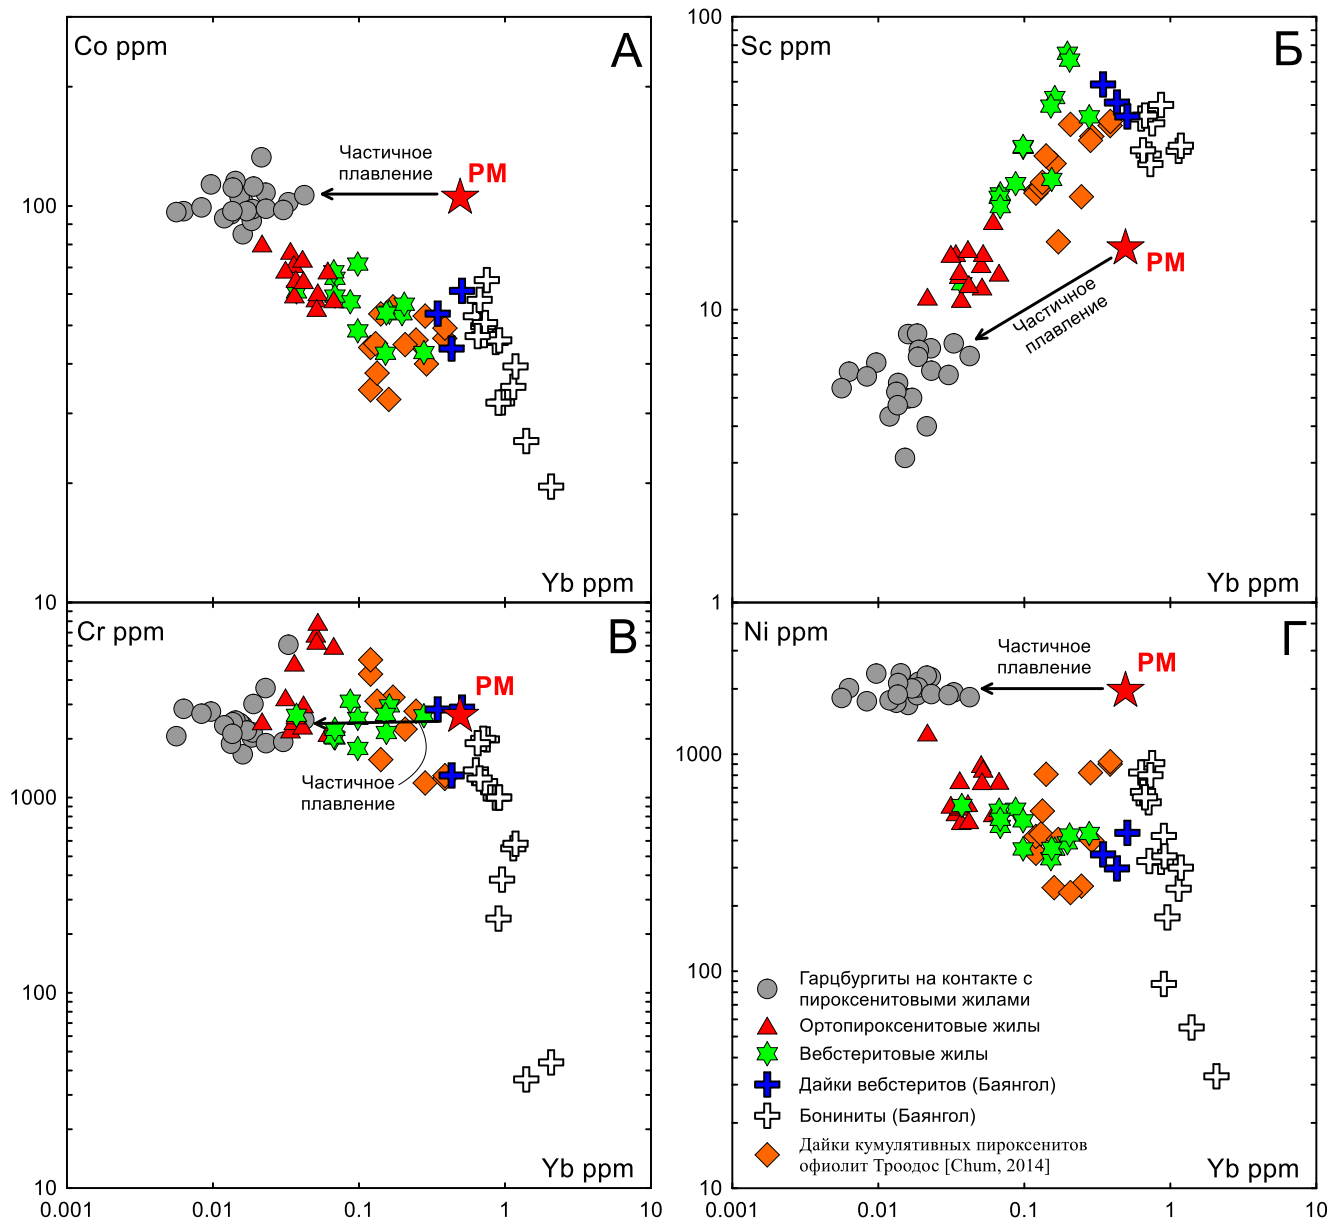 Co ppm
А
Частичное
плавление
PM
100
Yb ppm
10
100
Sc ppm
Б
PM
10
Частичное
плавление
Yb ppm
1
Cr ppm
В
PM
Частичное
плавление
1000
100
Yb ppm
10
0.001
0.01
0.1
1
10
Ni ppm
Г
Частичное
плавление
PM
1000
100
Гарцбургиты на контакте с
пироксенитовыми жилами
Ортопироксенитовые жилы
Вебстеритовые жилы
Дайки вебстеритов (Баянгол)
Бониниты (Баянгол)
Дайки кумулятивных пироксенитов
офиолит Троодос [Chum, 2014]
Yb ppm
10
0.001
0.01
0.1
1
10